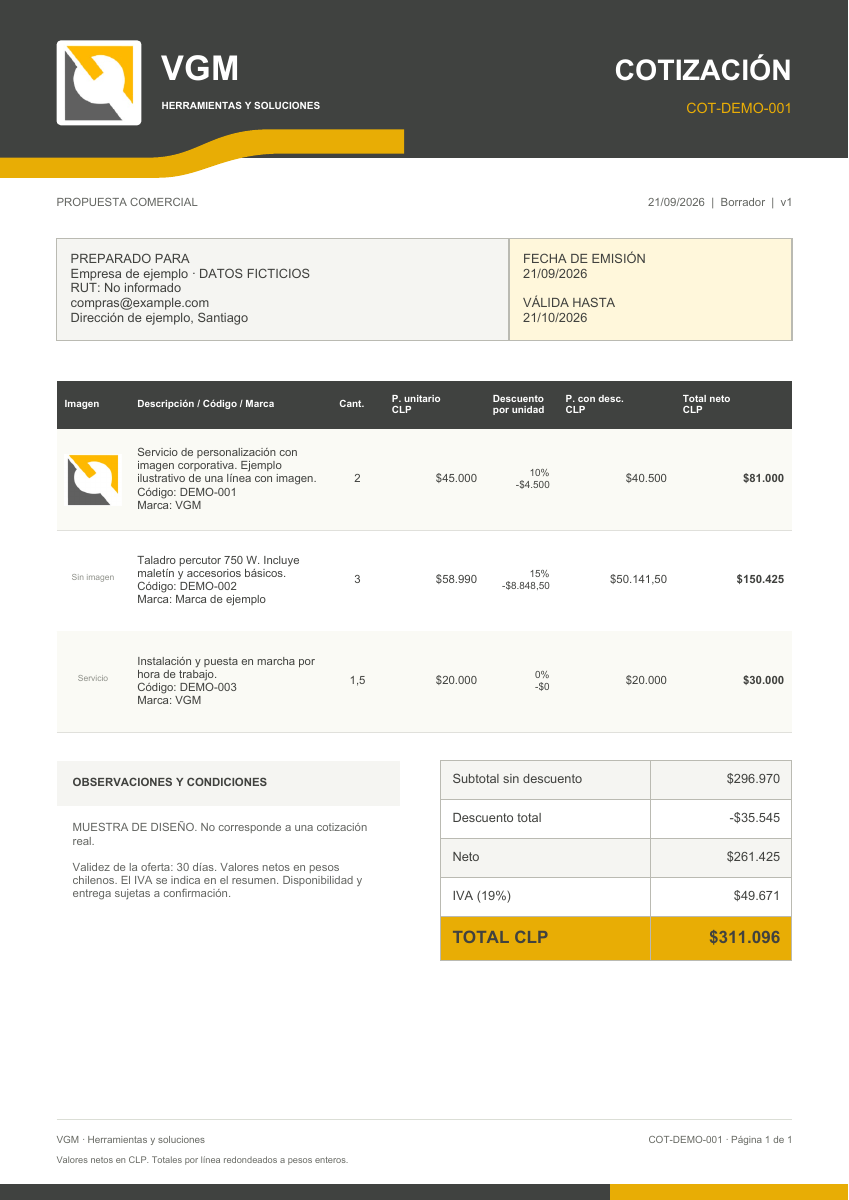 VGM
HERRAMIENTAS Y SOLUCIONES
COTIZACIÓN
COT-DEMO-001
PROPUESTA COMERCIAL
21/09/2026 | Borrador | v1
PREPARADO PARA
Empresa de ejemplo · DATOS FICTICIOS
RUT: No informado
compras@example.com
Dirección de ejemplo, Santiago
FECHA DE EMISIÓN
21/09/2026
VÁLIDA HASTA
21/10/2026
Imagen
Descripción / Código / Marca
Cant.
P. unitario
CLP
Descuento
por unidad
P. con desc.
CLP
Total neto
CLP
Servicio de personalización con
imagen corporativa. Ejemplo
ilustrativo de una línea con imagen.
Código: DEMO-001
Marca: VGM
2
$45.000
10%
-$4.500
$40.500
$81.000
Sin imagen
Taladro percutor 750 W. Incluye
maletín y accesorios básicos.
Código: DEMO-002
Marca: Marca de ejemplo
3
$58.990
15%
-$8.848,50
$50.141,50
$150.425
Servicio
Instalación y puesta en marcha por
hora de trabajo.
Código: DEMO-003
Marca: VGM
1,5
$20.000
0%
-$0
$20.000
$30.000
OBSERVACIONES Y CONDICIONES
MUESTRA DE DISEÑO. No corresponde a una cotización
real.
Validez de la oferta: 30 días. Valores netos en pesos
chilenos. El IVA se indica en el resumen. Disponibilidad y
entrega sujetas a confirmación.
Subtotal sin descuento $296.970
Descuento total -$35.545
Neto $261.425
IVA (19%) $49.671
TOTAL CLP $311.096
VGM · Herramientas y soluciones
COT-DEMO-001 · Página 1 de 1
Valores netos en CLP. Totales por línea redondeados a pesos enteros.